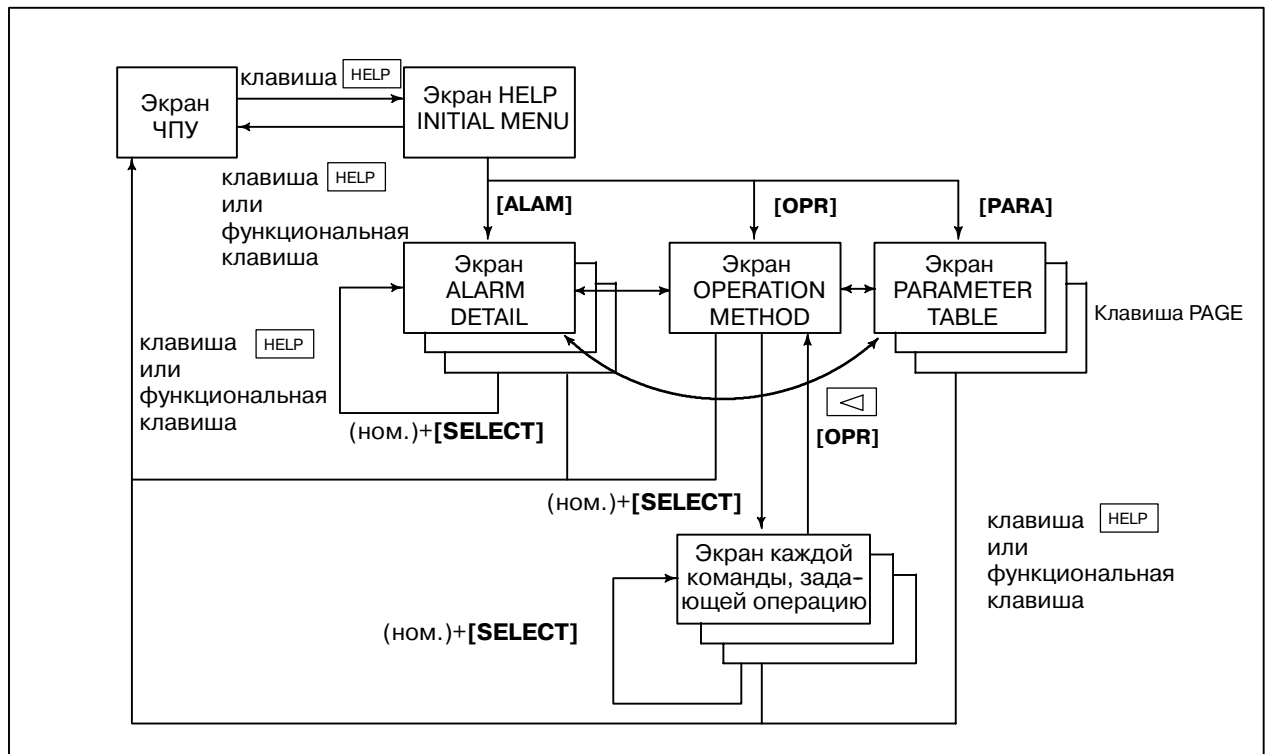 клавиша HELP
Экран
ЧПУ
Экран HELP
INITIAL MENU
клавиша HELP
или
функциональная
клавиша
[ALAM]
[OPR]
[PARA]
Экран
ALARM
DETAIL
Экран
OPERATION
METHOD
Экран
PARAMETER
TABLE
Клавиша PAGE
клавиша HELP
или
функциональная
клавиша
(ном.)+[SELECT]
[OPR]
(ном.)+[SELECT]
Экран каждой
команды, зада-
ющей операцию
клавиша HELP
или
функциональная
клавиша
(ном.)+[SELECT]